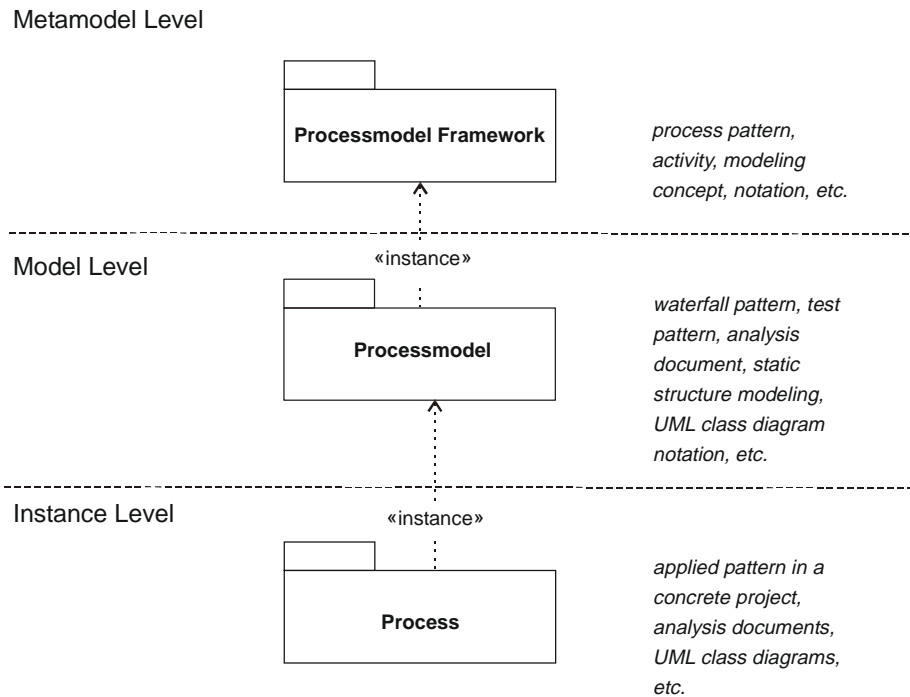 Metamodel Level
Processmodel Framework
process pattern,
activity, modeling
concept, notation, etc.
«instance»
Model Level
Processmodel
waterfall pattern, test
pattern, analysis
document, static
structure modeling,
UML class diagram
notation, etc.
Instance Level
«instance»
Process
applied pattern in a
concrete project,
analysis documents,
UML class diagrams,
etc.